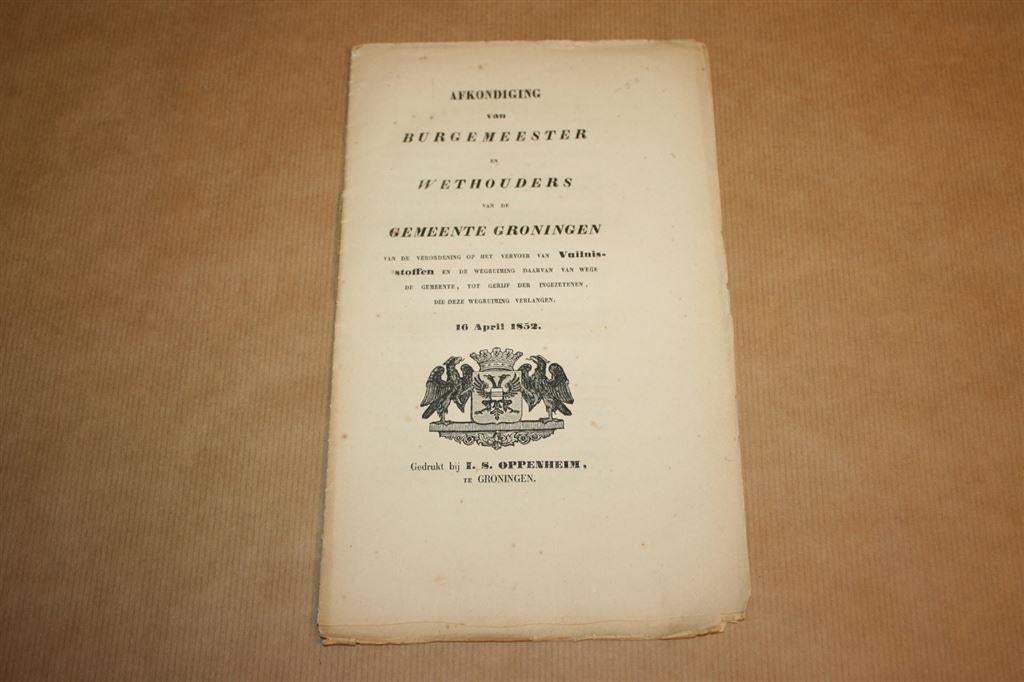 AFKONDIGING
van
BURGEMEESTER
EN
WETHOUDERS
VAN DE
GEMEENTE GRONINGEN
VAN DE VERORDENING OP HET VERVOER VAN Vuilnis-
stoffen EN DE WEGRUIMING DAARVAN VAN WEGE
DE GEMEENTE, TOT GERIJF DER INGEZETENEN,
DIE DEZE WEGRUIMING VERLANGEN.
16 April 1852.
Gedrukt bij I. S. OPPENHEIM,
TE GRONINGEN.